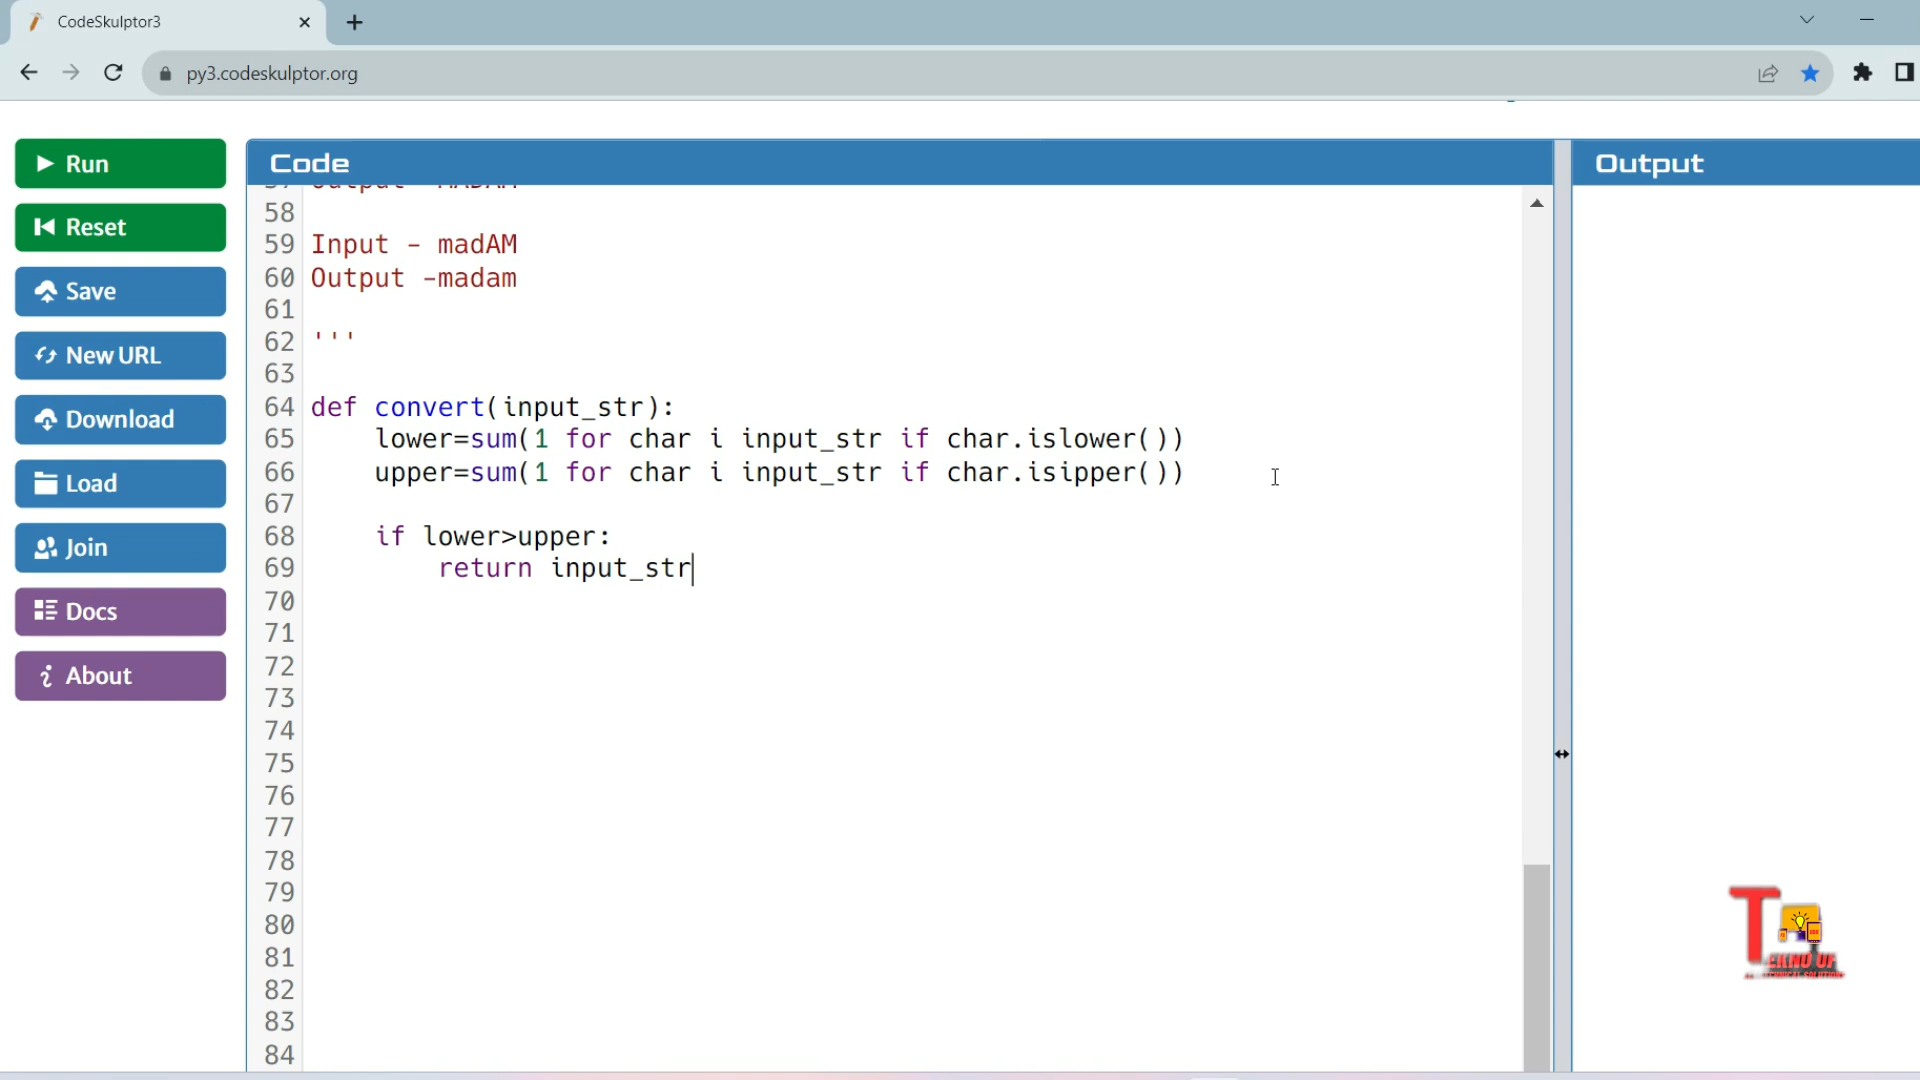 CodeSkulptor3
py3.codeskulptor.org
Run
Reset
Save
New URL
Download
Load
Join
Docs
About
Code
Output
57 Output -MADAM
58
59 Input - madAM
60 Output -madam
61
62 '''
63
64 def convert(input_str):
65 lower=sum(1 for char i input_str if char.islower())
66 upper=sum(1 for char i input_str if char.isipper())
67
68 if lower>upper:
69 return input_str
70
71
72
73
74
75
76
77
78
79
80
81
82
83
84